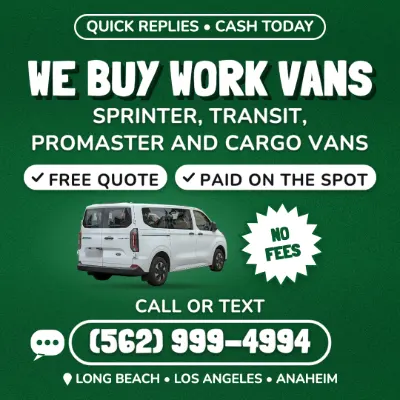 QUICK REPLIES • CASH TODAY
WE BUY WORK VANS
SPRINTER, TRANSIT,
PROMASTER AND CARGO VANS
FREE QUOTE
PAID ON THE SPOT
NO
FEES
CALL OR TEXT
(562) 999-4994
LONG BEACH • LOS ANGELES • ANAHEIM